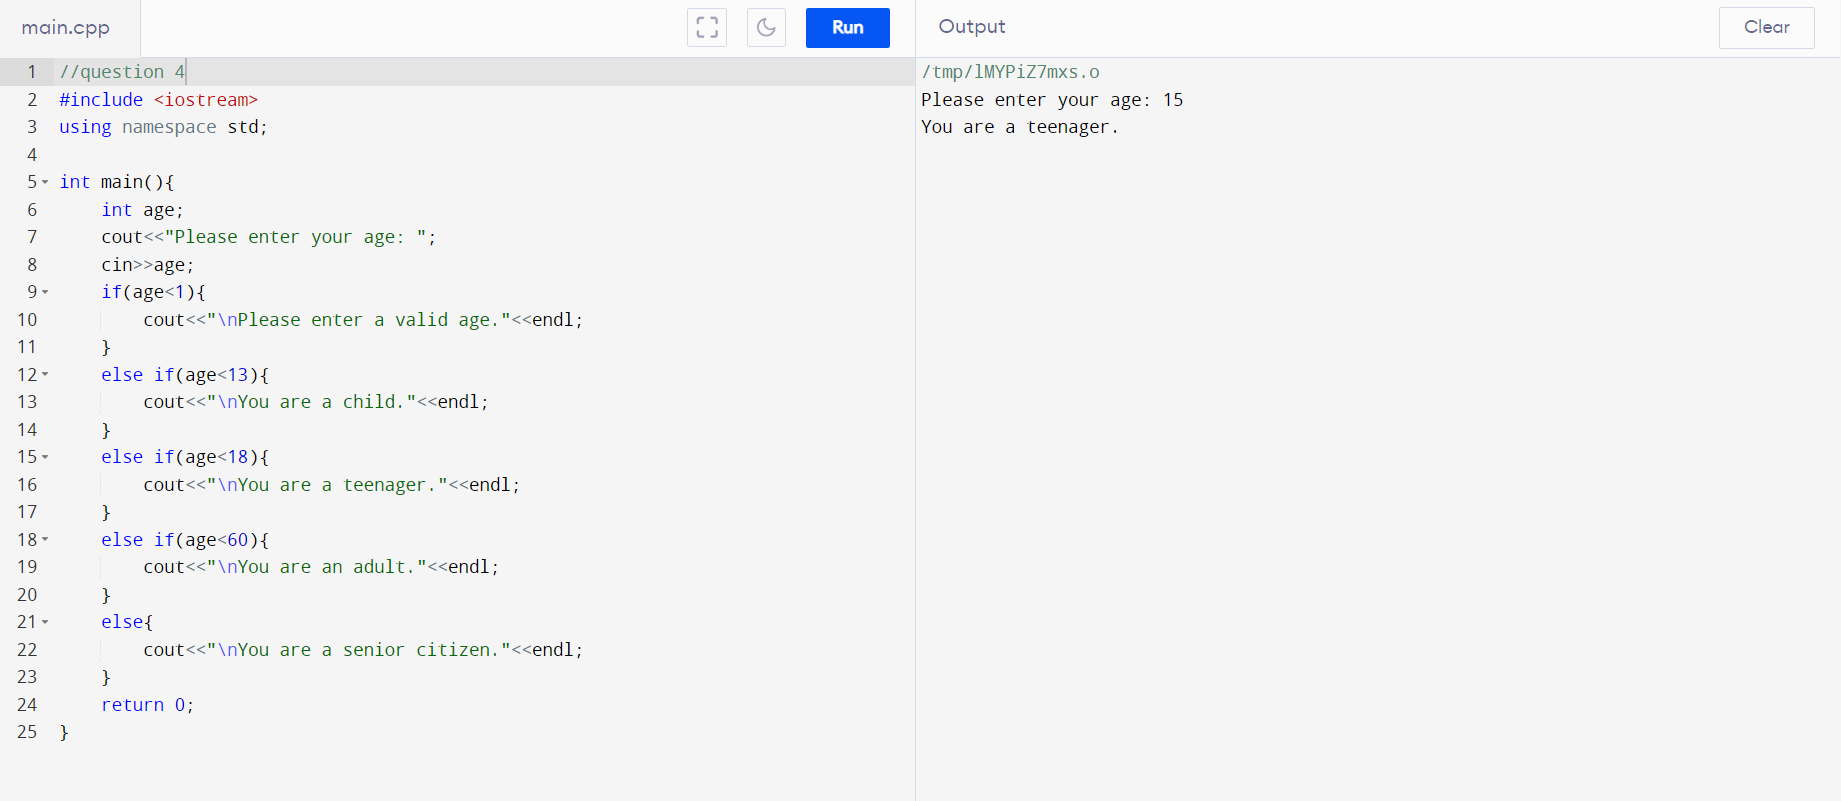 main.cpp
Run
Output
Clear
1 //question 4
2 #include <iostream>
3 using namespace std;
4
5 int main(){
6     int age;
7     cout<<"Please enter your age: ";
8     cin>>age;
9     if(age<1){
10         cout<<"\nPlease enter a valid age."<<endl;
11     }
12     else if(age<13){
13         cout<<"\nYou are a child."<<endl;
14     }
15     else if(age<18){
16         cout<<"\nYou are a teenager."<<endl;
17     }
18     else if(age<60){
19         cout<<"\nYou are an adult."<<endl;
20     }
21     else{
22         cout<<"\nYou are a senior citizen."<<endl;
23     }
24     return 0;
25 }
/tmp/lMYPiZ7mxs.o
Please enter your age: 15
You are a teenager.